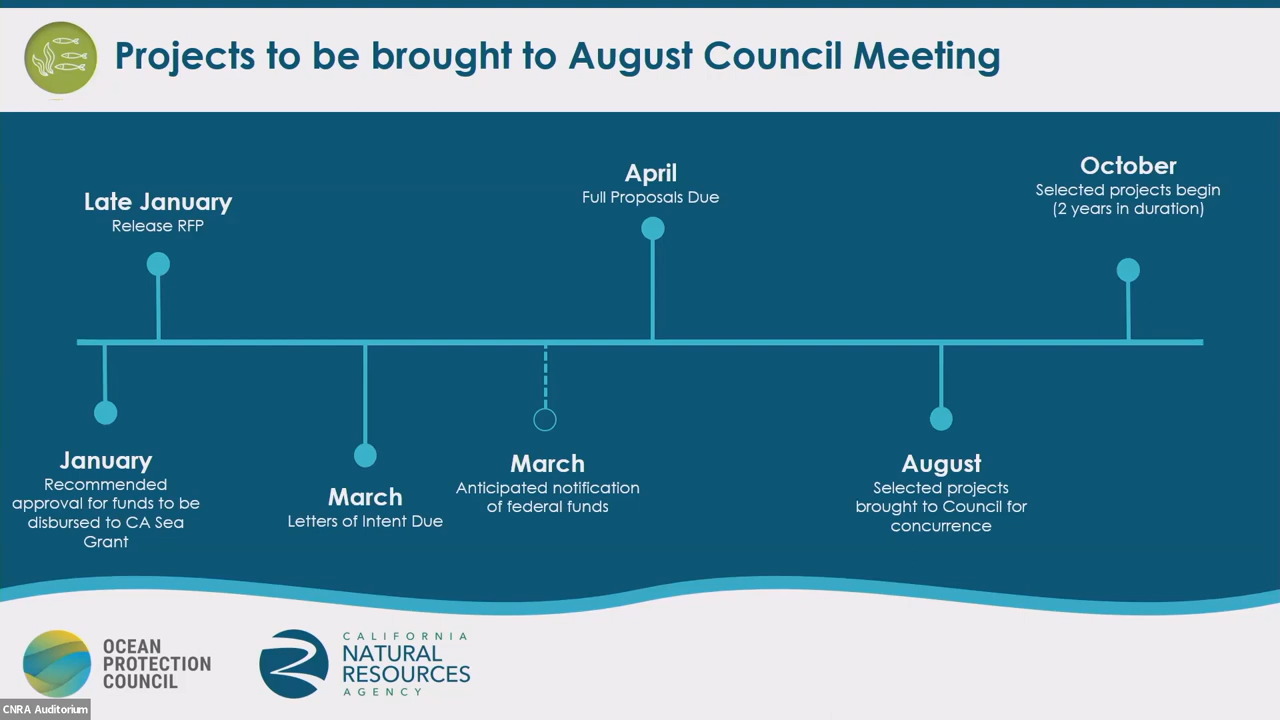 Projects to be brought to August Council Meeting
Late January
Release RFP
April
Full Proposals Due
October
Selected projects begin
(2 years in duration)
January
Recommended
approval for funds to be
disbursed to CA Sea
Grant
March
Letters of Intent Due
March
Anticipated notification
of federal funds
August
Selected projects
brought to Council for
concurrence
OCEAN
PROTECTION
COUNCIL
CALIFORNIA
NATURAL
RESOURCES
AGENCY
CNRA Auditorium